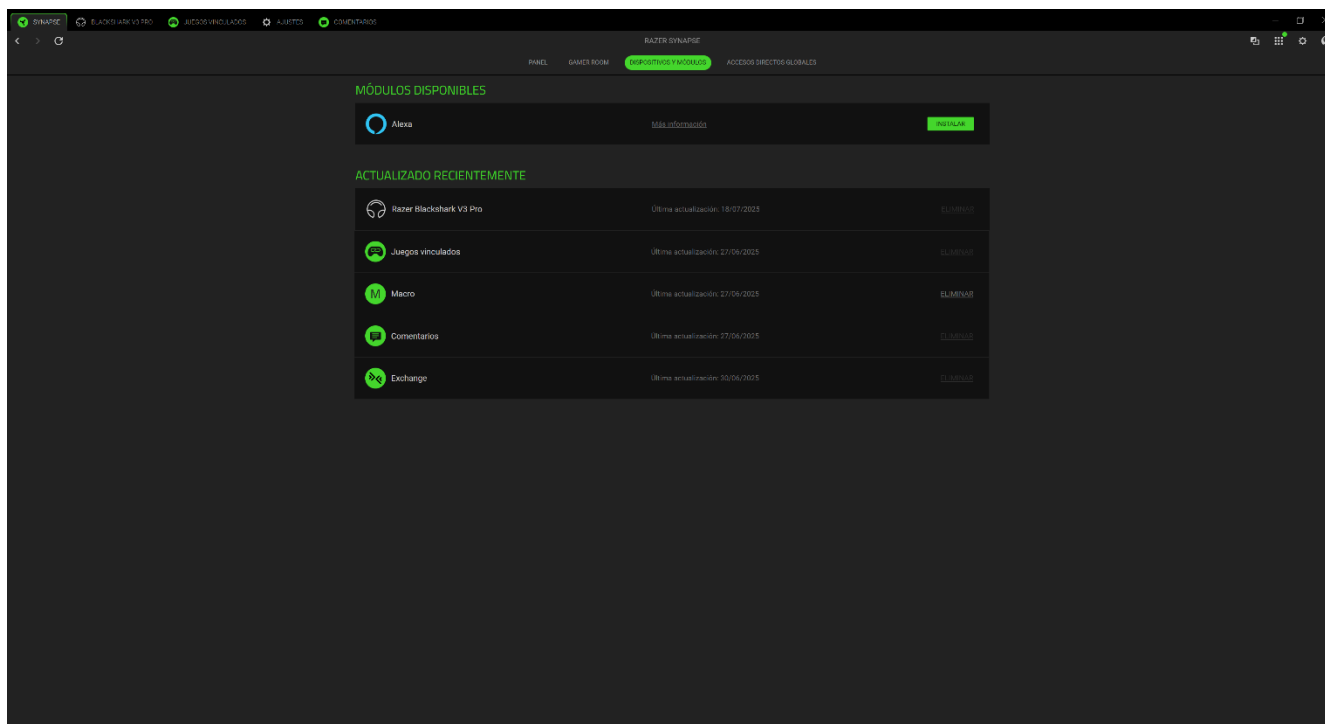 SYNAPSE BLACKSHARK V3 PRO JUEGOS VINCULADOS AJUSTES COMENTARIOS
RAZER SYNAPSE
PANEL GAMER ROOM DISPOSITIVOS Y MÓDULOS ACCESOS DIRECTOS GLOBALES
MÓDULOS DISPONIBLES
Alexa Más información INSTALAR
ACTUALIZADO RECIENTEMENTE
Razer Blackshark V3 Pro Última actualización: 18/07/2025 ELIMINAR
Juegos vinculados Última actualización: 27/06/2025 ELIMINAR
M Macro Última actualización: 27/06/2025 ELIMINAR
Comentarios Última actualización: 27/06/2025 ELIMINAR
Exchange Última actualización: 30/06/2025 ELIMINAR